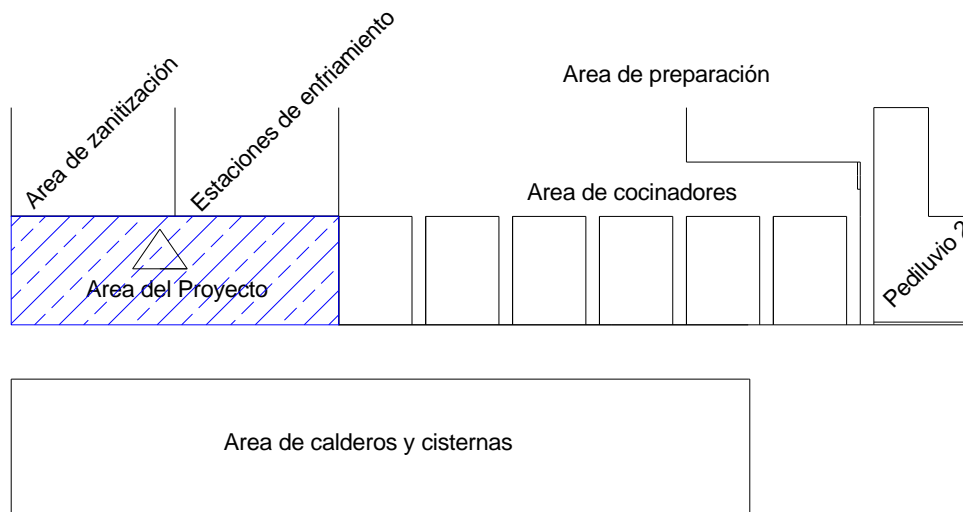 Area de zanitización
Estaciones de enfriamiento
Area de preparación
Area de cocinadores
Pediluvio 2
Area del Proyecto
Area de calderos y cisternas